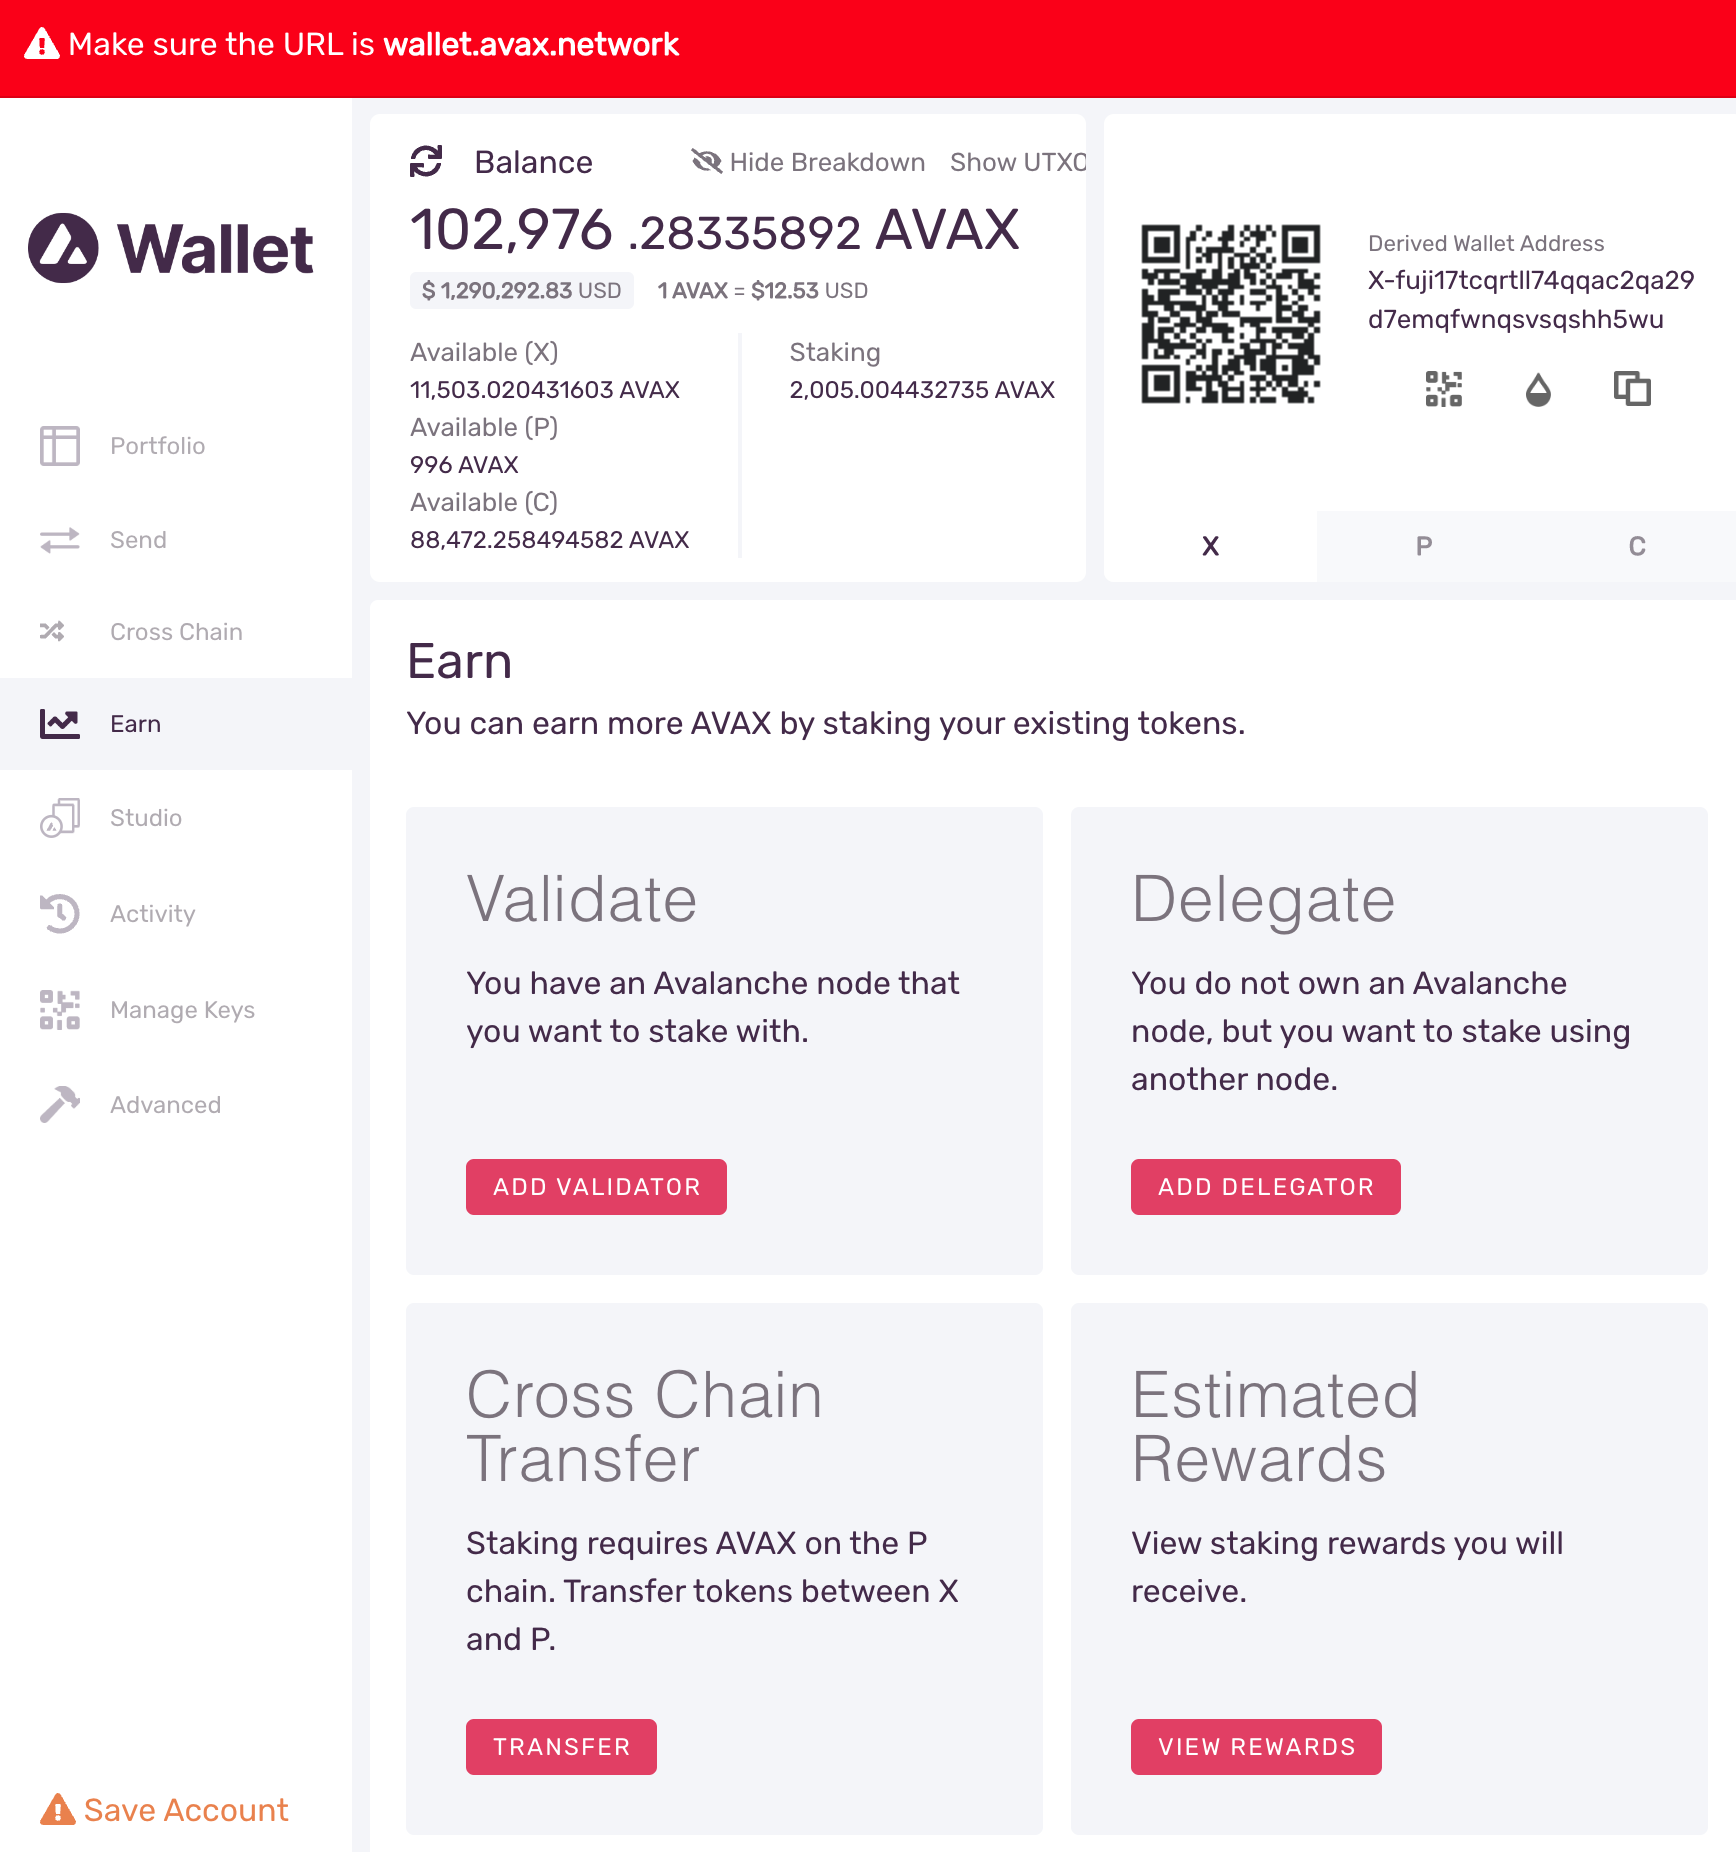 Make sure the URL is wallet.avax.network
Wallet
Portfolio
Send
Cross Chain
Earn
Studio
Activity
Manage Keys
Advanced
Save Account
Balance
Hide Breakdown
Show UTXO
102,976 .28335892 AVAX
$ 1,290,292.83 USD
1 AVAX = $12.53 USD
Available (X)
11,503.020431603 AVAX
Available (P)
996 AVAX
Available (C)
88,472.258494582 AVAX
Staking
2,005.004432735 AVAX
Derived Wallet Address
X-fuji17tcqrtll74qqac2qa29
d7emqfwnqsvsqshh5wu
X
P
C
Earn
You can earn more AVAX by staking your existing tokens.
Validate
You have an Avalanche node that
you want to stake with.
ADD VALIDATOR
Delegate
You do not own an Avalanche
node, but you want to stake using
another node.
ADD DELEGATOR
Cross Chain
Transfer
Staking requires AVAX on the P
chain. Transfer tokens between X
and P.
TRANSFER
Estimated
Rewards
View staking rewards you will
receive.
VIEW REWARDS